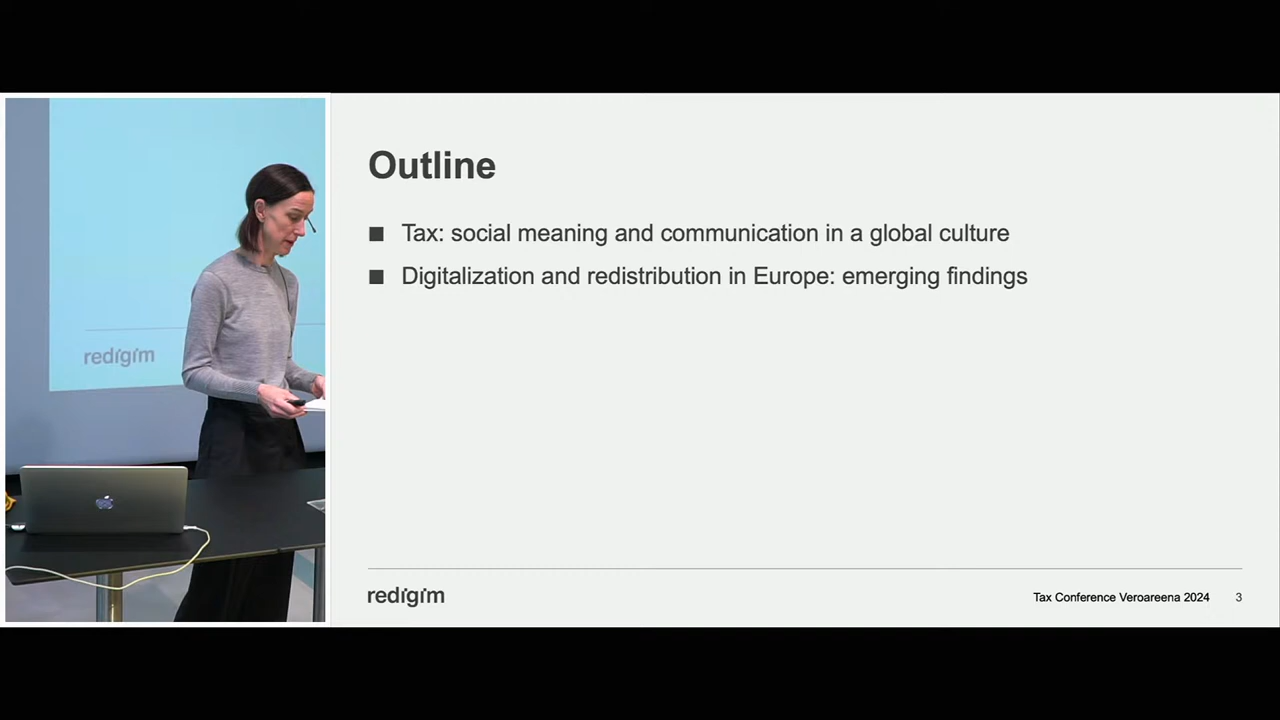 Outline
■ Tax: social meaning and communication in a global culture
■ Digitalization and redistribution in Europe: emerging findings
redigim
redigim
Tax Conference Veroareena 2024 3